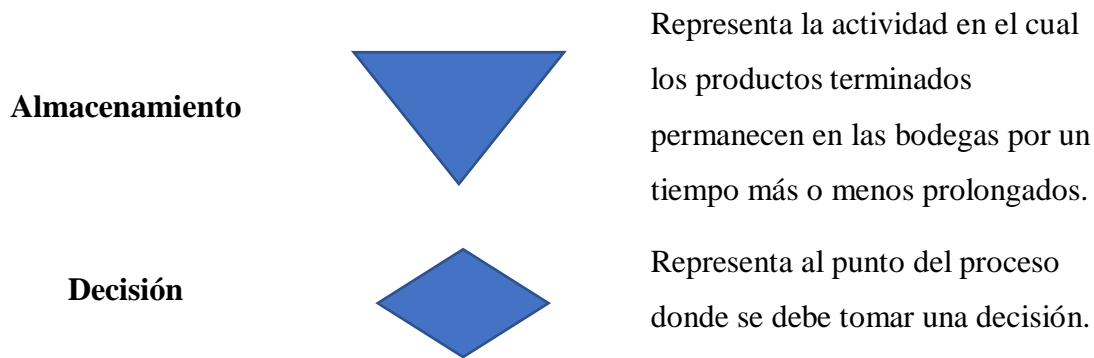 Almacenamiento
Representa la actividad en el cual
los productos terminados
permanecen en las bodegas por un
tiempo más o menos prolongados.
Decisión
Representa al punto del proceso
donde se debe tomar una decisión.